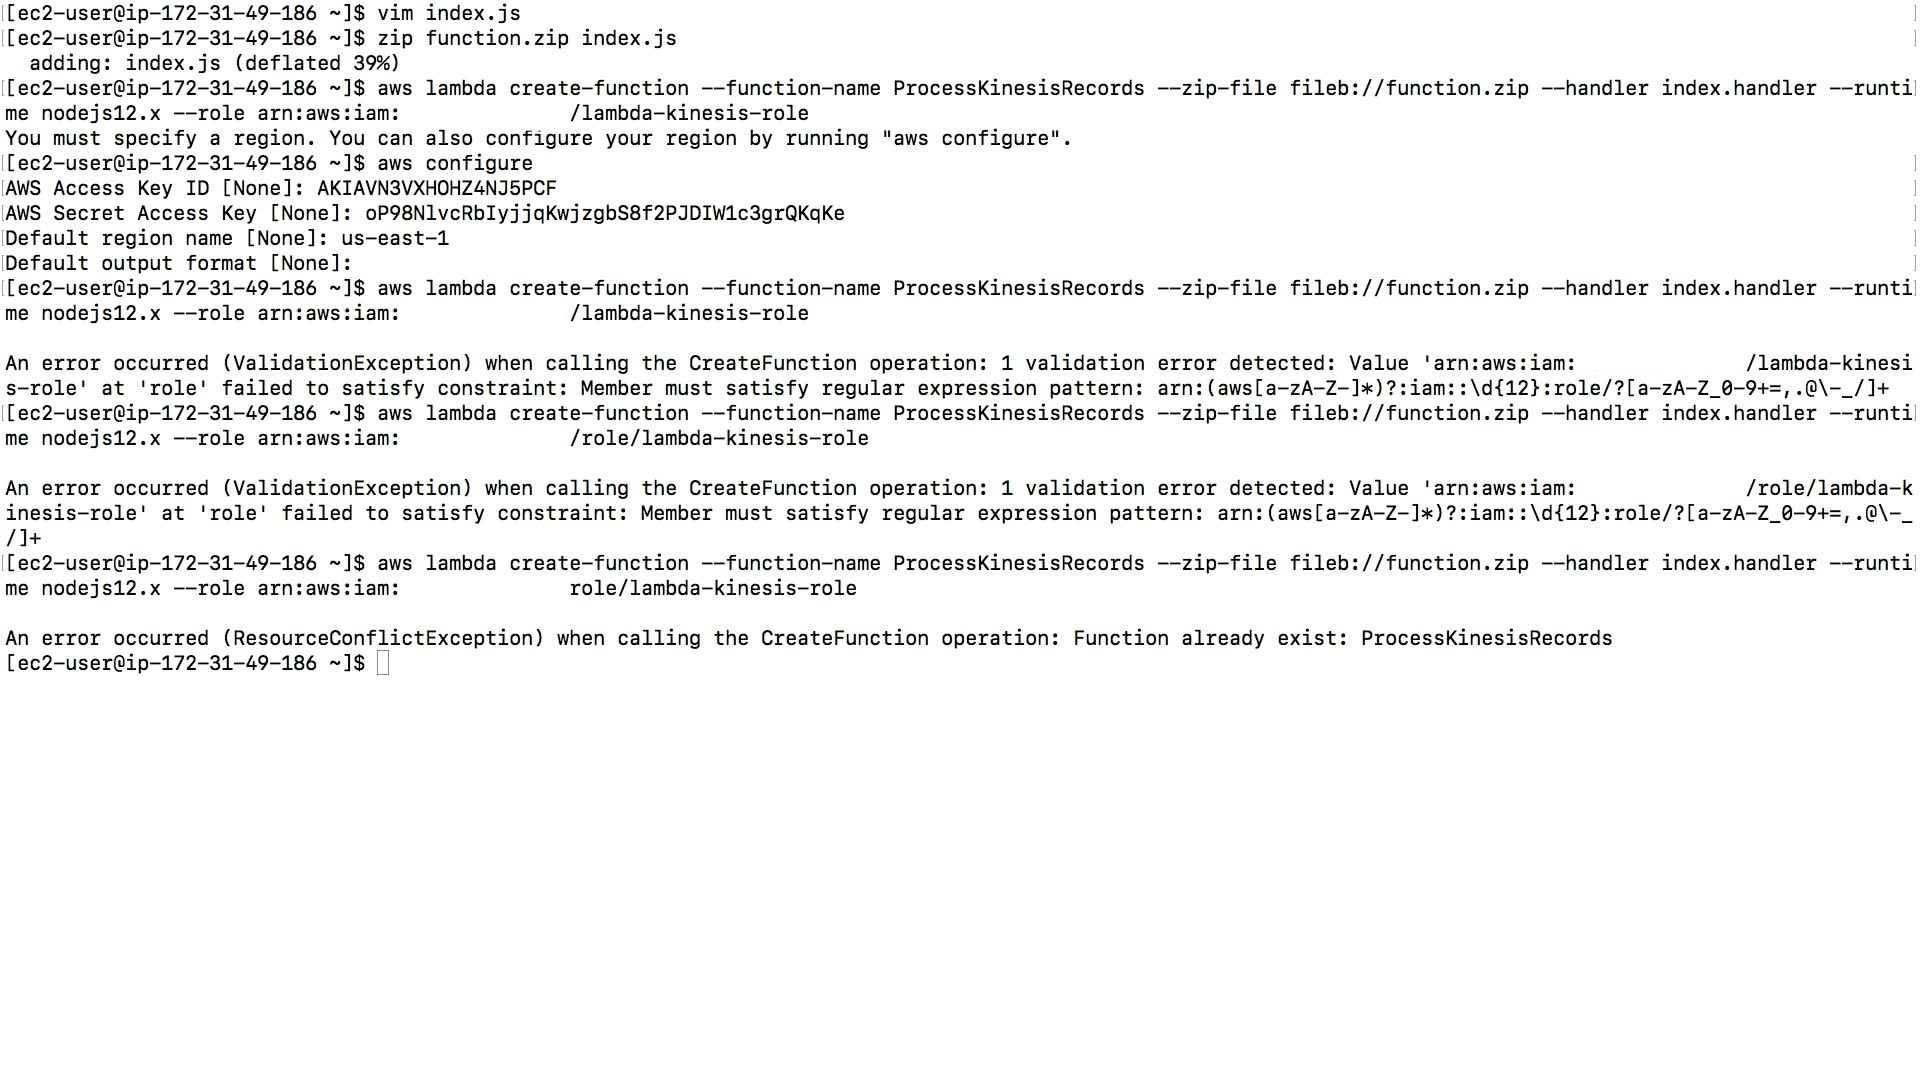 [ec2-user@ip-172-31-49-186 ~]$ vim index.js
[ec2-user@ip-172-31-49-186 ~]$ zip function.zip index.js
adding: index.js (deflated 39%)
[ec2-user@ip-172-31-49-186 ~]$ aws lambda create-function --function-name ProcessKinesisRecords --zip-file fileb://function.zip --handler index.handler --runti
me nodejs12.x --role arn:aws:iam: /lambda-kinesis-role
You must specify a region. You can also configure your region by running "aws configure".
[ec2-user@ip-172-31-49-186 ~]$ aws configure
AWS Access Key ID [None]: AKIAVN3VXHOHZ4NJ5PCF
AWS Secret Access Key [None]: oP98NlvcRbIyjjqKwjzgbS8f2PJDIW1c3grQKqKe
Default region name [None]: us-east-1
Default output format [None]:
[ec2-user@ip-172-31-49-186 ~]$ aws lambda create-function --function-name ProcessKinesisRecords --zip-file fileb://function.zip --handler index.handler --runti
me nodejs12.x --role arn:aws:iam: /lambda-kinesis-role
An error occurred (ValidationException) when calling the CreateFunction operation: 1 validation error detected: Value 'arn:aws:iam: /lambda-kinesi
s-role' at 'role' failed to satisfy constraint: Member must satisfy regular expression pattern: arn:(aws[a-zA-Z-]*)?:iam::\d{12}:role/?[a-zA-Z_0-9+=,.@\-_/]+
[ec2-user@ip-172-31-49-186 ~]$ aws lambda create-function --function-name ProcessKinesisRecords --zip-file fileb://function.zip --handler index.handler --runti
me nodejs12.x --role arn:aws:iam: /role/lambda-kinesis-role
An error occurred (ValidationException) when calling the CreateFunction operation: 1 validation error detected: Value 'arn:aws:iam: /role/lambda-k
inesis-role' at 'role' failed to satisfy constraint: Member must satisfy regular expression pattern: arn:(aws[a-zA-Z-]*)?:iam::\d{12}:role/?[a-zA-Z_0-9+=,.@\-_
/]+
[ec2-user@ip-172-31-49-186 ~]$ aws lambda create-function --function-name ProcessKinesisRecords --zip-file fileb://function.zip --handler index.handler --runti
me nodejs12.x --role arn:aws:iam: role/lambda-kinesis-role
An error occurred (ResourceConflictException) when calling the CreateFunction operation: Function already exist: ProcessKinesisRecords
[ec2-user@ip-172-31-49-186 ~]$